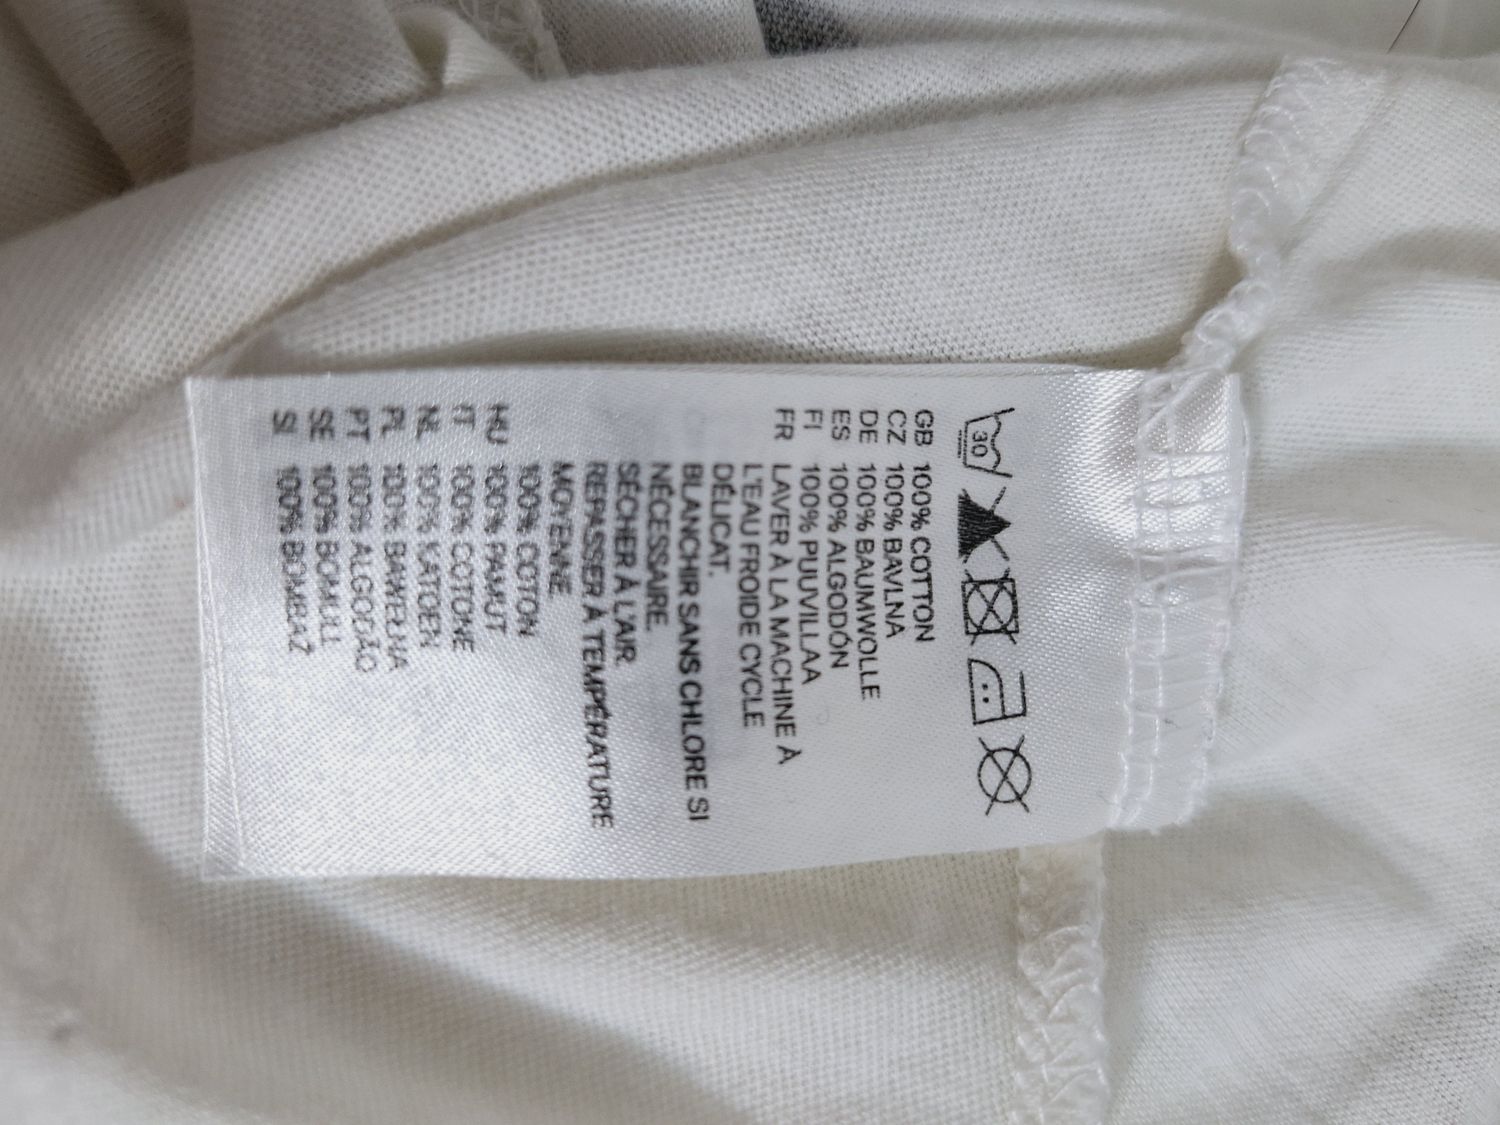 30
GB 100% COTTON
CZ 100% BAVLNA
DE 100% BAUMWOLLE
ES 100% ALGODÓN
FI 100% PUUVILLAA
FR LAVER À LA MACHINE À
L'EAU FROIDE CYCLE
DÉLICAT.
BLANCHIR SANS CHLORE SI
NÉCESSAIRE.
SÉCHER À L'AIR.
REPASSER À TEMPÉRATURE
MOYENNE
100% COTON
HU 100% PAMUT
IT 100% COTONE
NL 100% KATOEN
PL 100% BAWEŁNA
PT 100% ALGODÃO
SE 100% BOMULL
SI 100% BOMBAŽ